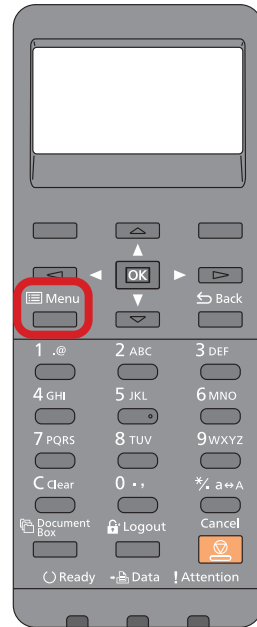 OK
Menu
Back
1 .@ 2 ABC 3 DEF
4 GHI 5 JKL 6 MNO
7 PQRS 8 TUV 9 WXYZ
C Clear 0 . , */. a↔A
Document
Box
Logout
Cancel
Ready Data ! Attention